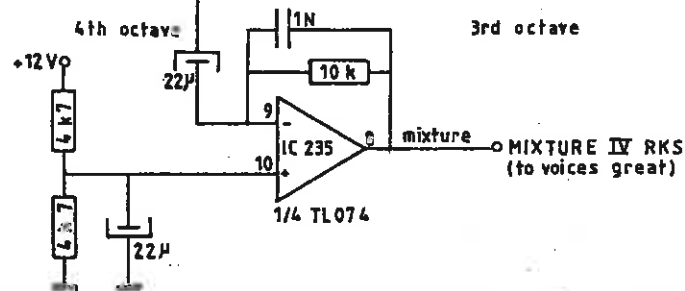 1N
4th octave
3rd octave
+12V
10 k
22µ
4k7
9
-
IC 235
8
mixture
MIXTURE IV RKS
(to voices great)
10
+
1/4 TL074
4k7
22µ